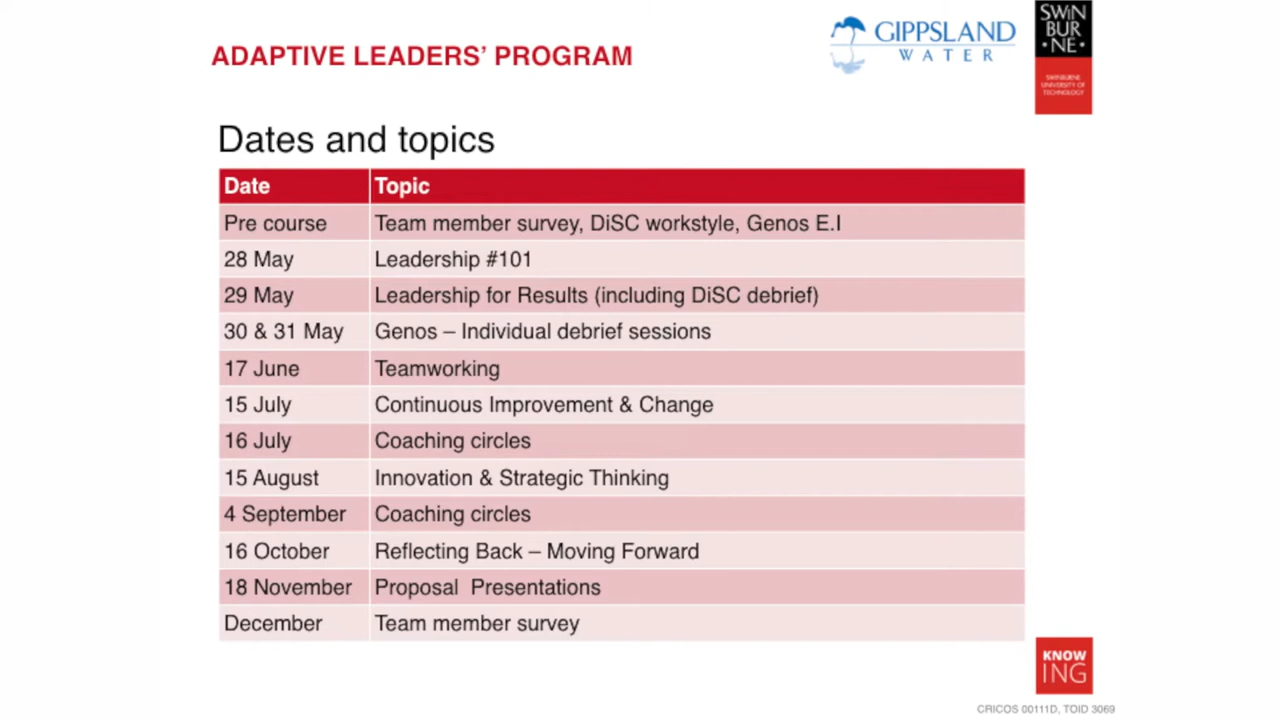 ADAPTIVE LEADERS' PROGRAM
GIPPSLAND
WATER
SWiN
BUR
•NE•
SWINBURNE
UNIVERSITY OF
TECHNOLOGY
Dates and topics
Date Topic
Pre course Team member survey, DiSC workstyle, Genos E.I
28 May Leadership #101
29 May Leadership for Results (including DiSC debrief)
30 & 31 May Genos – Individual debrief sessions
17 June Teamworking
15 July Continuous Improvement & Change
16 July Coaching circles
15 August Innovation & Strategic Thinking
4 September Coaching circles
16 October Reflecting Back – Moving Forward
18 November Proposal Presentations
December Team member survey
KNOW
ING
CRICOS 00111D, TOID 3069